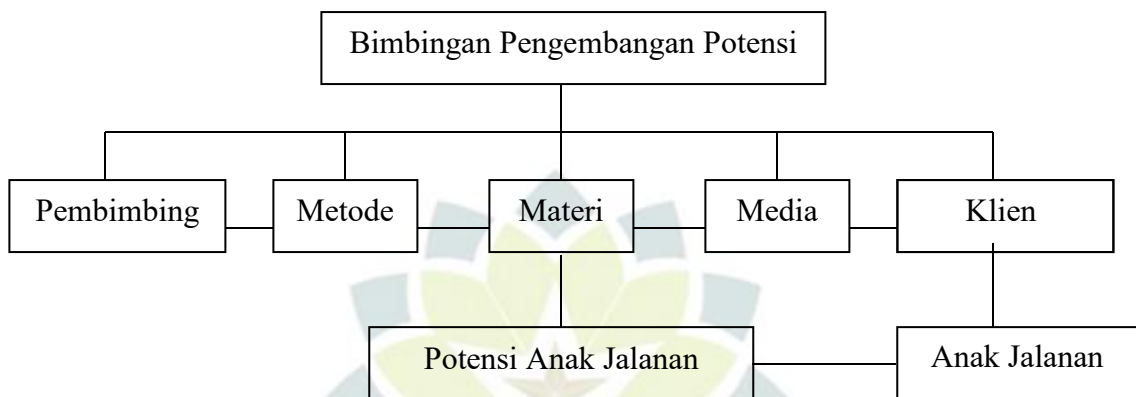 Bimbingan Pengembangan Potensi
Pembimbing
Metode
Materi
Media
Klien
Potensi Anak Jalanan
Anak Jalanan